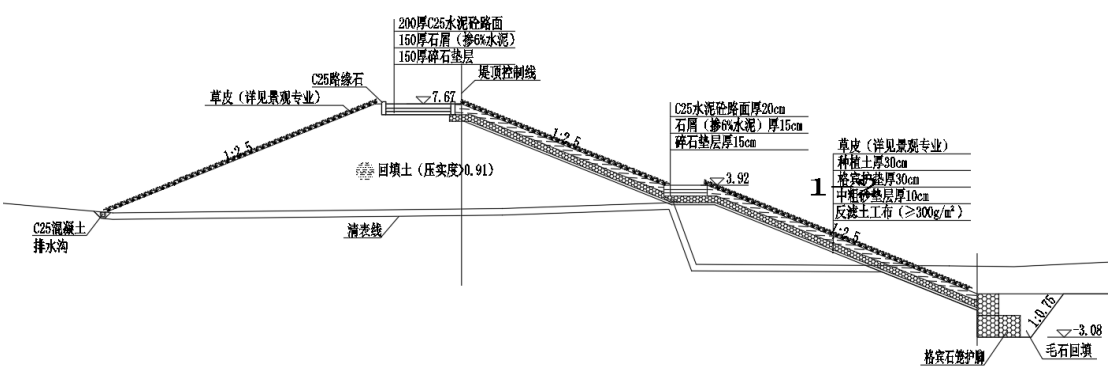 200厚C25水泥砼路面
150厚石屑（掺6%水泥）
150厚碎石垫层
C25路缘石
堤顶控制线
草皮（详见景观专业）
7.67
1:2.5
1:2.5
C25水泥砼路面厚20cm
石屑（掺6%水泥）厚15cm
碎石垫层厚15cm
回填土（压实度>0.91）
3.92
草皮（详见景观专业）
种植土厚30cm
格宾护垫厚30cm
中粗砂垫层厚10cm
反滤土工布（≥300g/m²）
1
1:2.5
C25混凝土
排水沟
清表线
1:0.75
-3.08
格宾石笼护脚
毛石回填